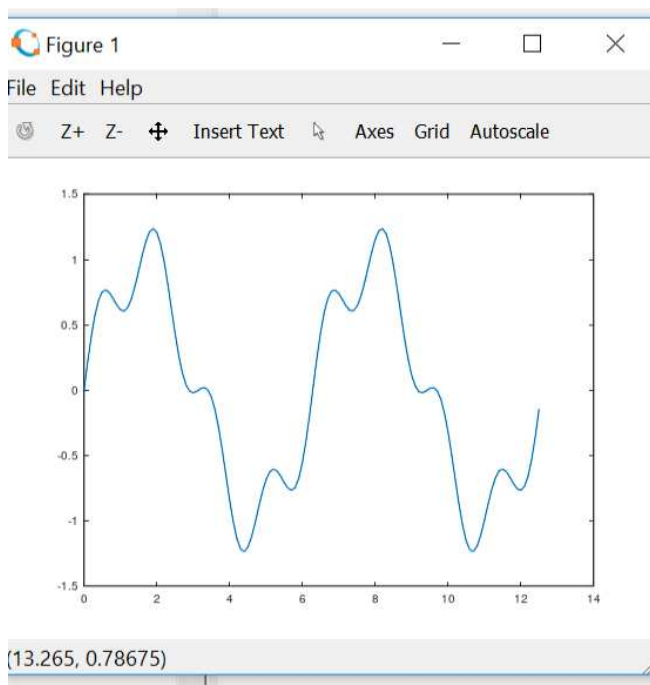 Figure 1
File Edit Help
Z+ Z- Insert Text Axes Grid Autoscale
1.5
1
0.5
0
-0.5
-1
-1.5
0 2 4 6 8 10 12 14
(13.265, 0.78675)